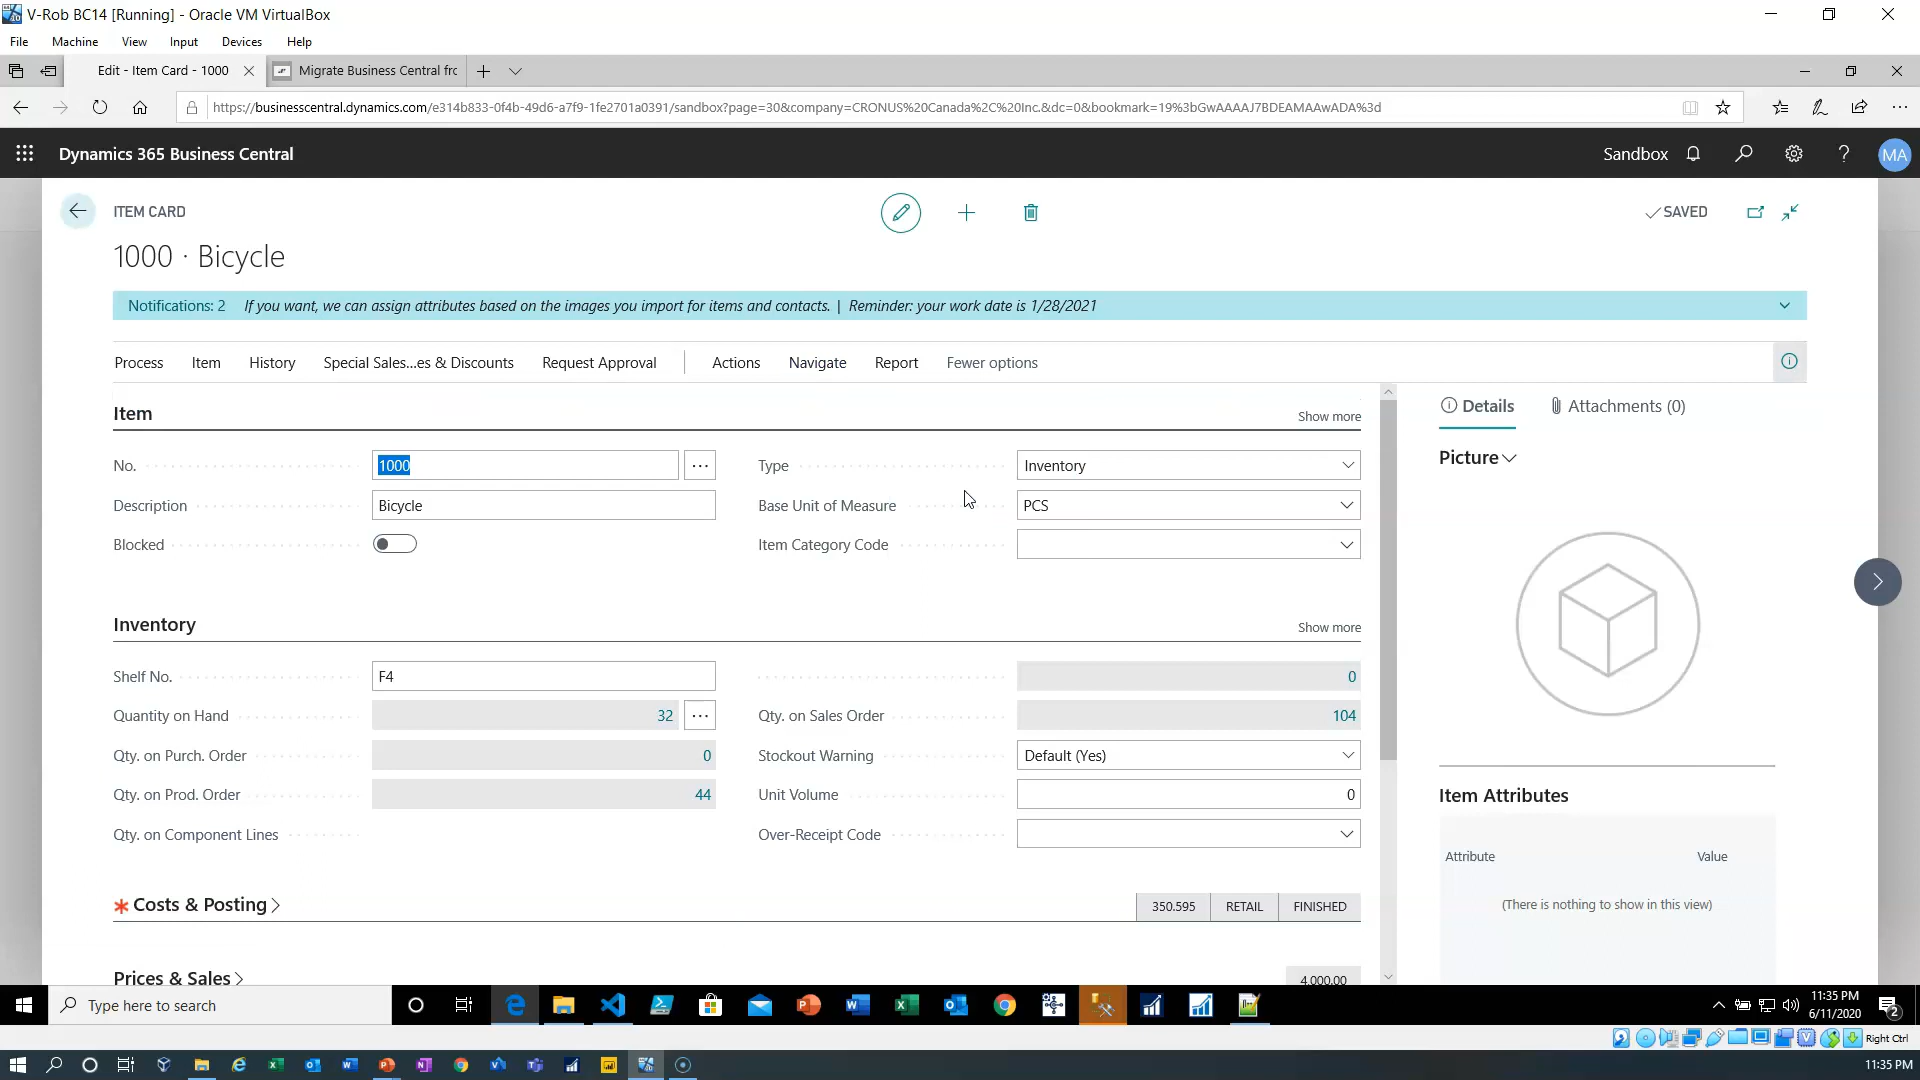 V-Rob BC14 [Running] - Oracle VM VirtualBox
File Machine View Input Devices Help
Edit - Item Card - 1000
Migrate Business Central fro
https://businesscentral.dynamics.com/e314b833-0f4b-49d6-a7f9-1fe2701a0391/sandbox?page=30&company=CRONUS%20Canada%2C%20Inc.&dc=0&bookmark=19%3bGwAAAAJ7BDEAMAAwADA%3d
Dynamics 365 Business Central
Sandbox
?
MA
ITEM CARD
SAVED
1000 · Bicycle
Notifications: 2 If you want, we can assign attributes based on the images you import for items and contacts. | Reminder: your work date is 1/28/2021
Process Item History Special Sales...es & Discounts Request Approval Actions Navigate Report Fewer options
Item
Show more
No. 1000
Type Inventory
Description Bicycle
Base Unit of Measure PCS
Blocked
Item Category Code
Inventory
Show more
Shelf No. F4
0
Quantity on Hand 32
Qty. on Sales Order 104
Qty. on Purch. Order 0
Stockout Warning Default (Yes)
Qty. on Prod. Order 44
Unit Volume 0
Qty. on Component Lines
Over-Receipt Code
Costs & Posting
350.595 RETAIL FINISHED
Prices & Sales
4,000.00
Details
Attachments (0)
Picture
Item Attributes
Attribute Value
(There is nothing to show in this view)
Type here to search
11:35 PM
6/11/2020
2
Right Ctrl
11:35 PM